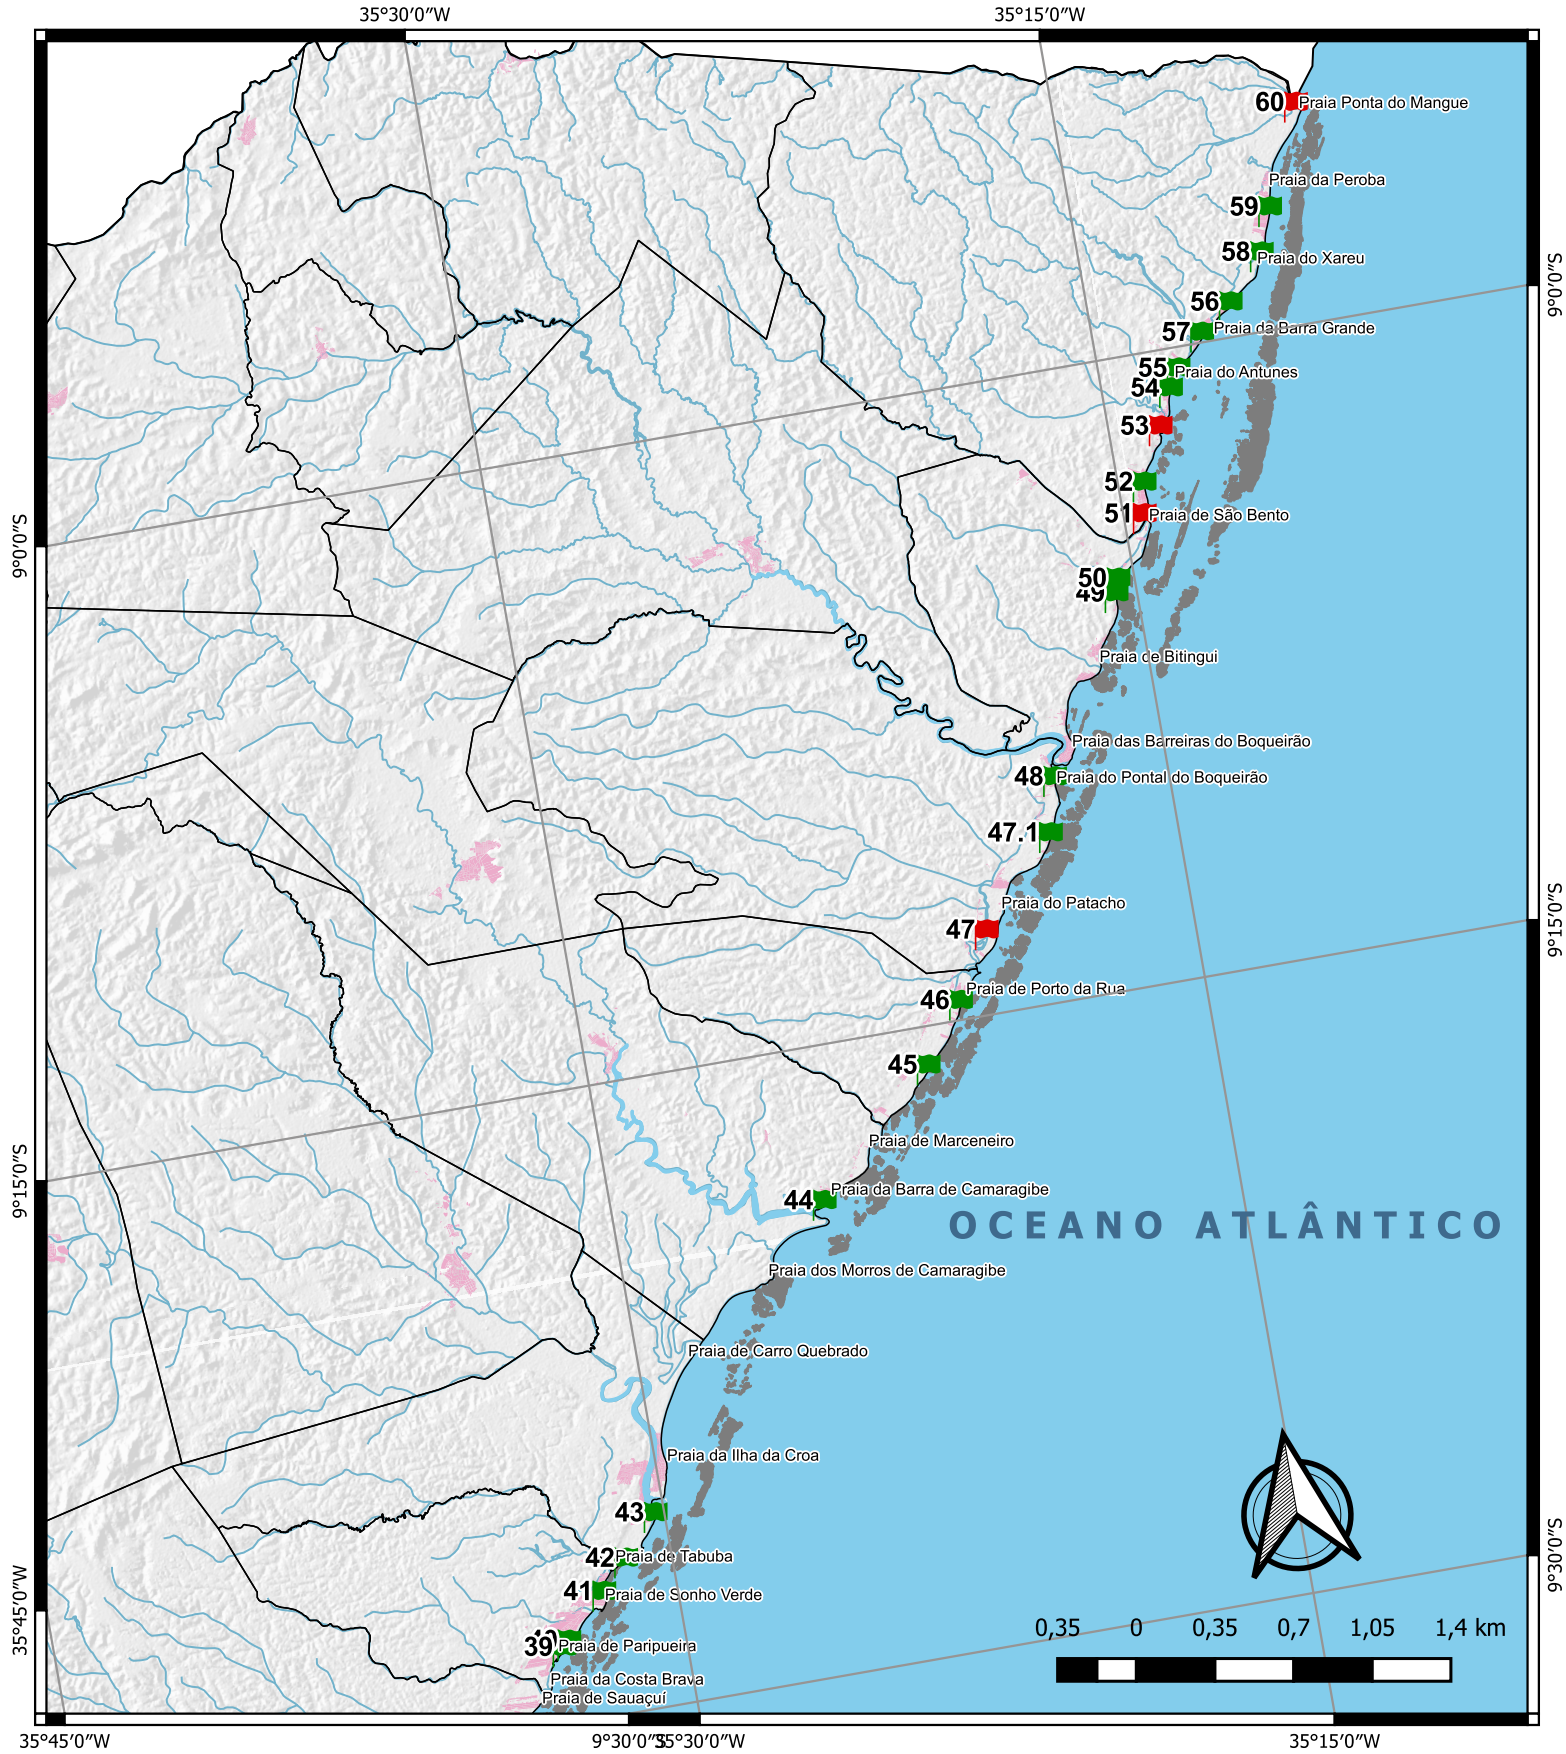 35°30′0″W
35°15′0″W
60
Praia Ponta do Mangue
Praia da Peroba
59
58
Praia do Xareu
9°0′0″S
56
57
Praia da Barra Grande
55
Praia do Antunes
54
53
52
51
Praia de São Bento
9°0′0″S
50
49
Praia de Bitingui
Praia das Barreiras do Boqueirão
48
Praia do Pontal do Boqueirão
47.1
Praia do Patacho
9°15′0″S
47
Praia de Porto da Rua
46
45
Praia de Marceneiro
9°15′0″S
44
Praia da Barra de Camaragibe
OCEANO ATLÂNTICO
Praia dos Morros de Camaragibe
Praia de Carro Quebrado
Praia da Ilha da Croa
43
9°30′0″S
42
Praia de Tabuba
41
Praia de Sonho Verde
35°45′0″W
0,35 0 0,35 0,7 1,05 1,4 km
40
39
Praia de Paripueira
Praia da Costa Brava
Praia de Sauaçuí
35°45′0″W
9°30′0″S
35°30′0″W
35°15′0″W